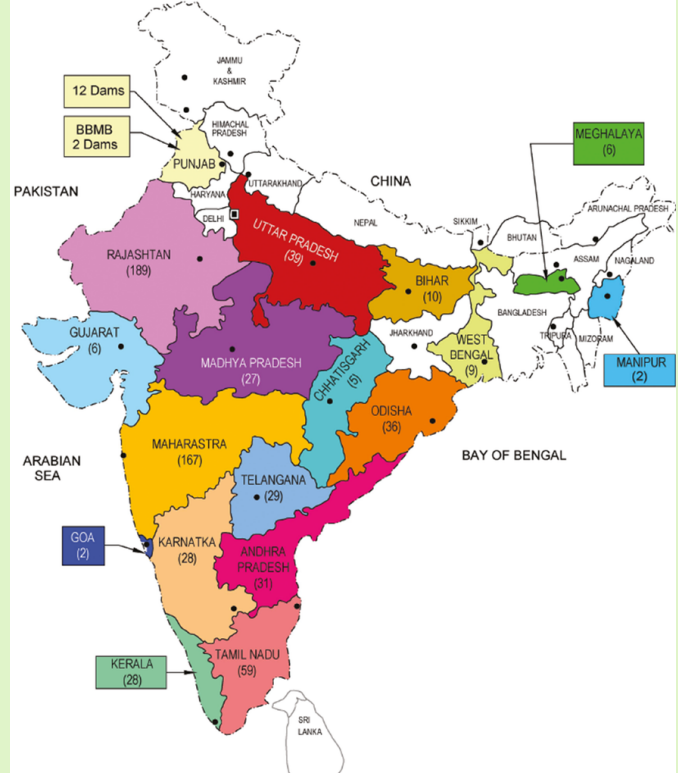 JAMMU
&
KASHMIR
12 Dams
BBMB
2 Dams
HIMACHAL
PRADESH
MEGHALAYA
(6)
PUNJAB
PAKISTAN
HARYANA
UTTARAKHAND
CHINA
DELHI
UTTAR PRADESH
(39)
NEPAL
SIKKIM
BHUTAN
ARUNACHAL PRADESH
RAJASHTAN
(189)
ASSAM
NAGALAND
BIHAR
(10)
BANGLADESH
GUJARAT
(6)
JHARKHAND
WEST
BENGAL
(9)
TRIPURA
MIZORAM
MADHYA PRADESH
(27)
MANIPUR
(2)
CHHATISGARH
(5)
ODISHA
(36)
MAHARASTRA
(167)
ARABIAN
SEA
BAY OF BENGAL
TELANGANA
(29)
GOA
(2)
KARNATKA
(28)
ANDHRA
PRADESH
(31)
KERALA
(28)
TAMIL NADU
(59)
SRI
LANKA